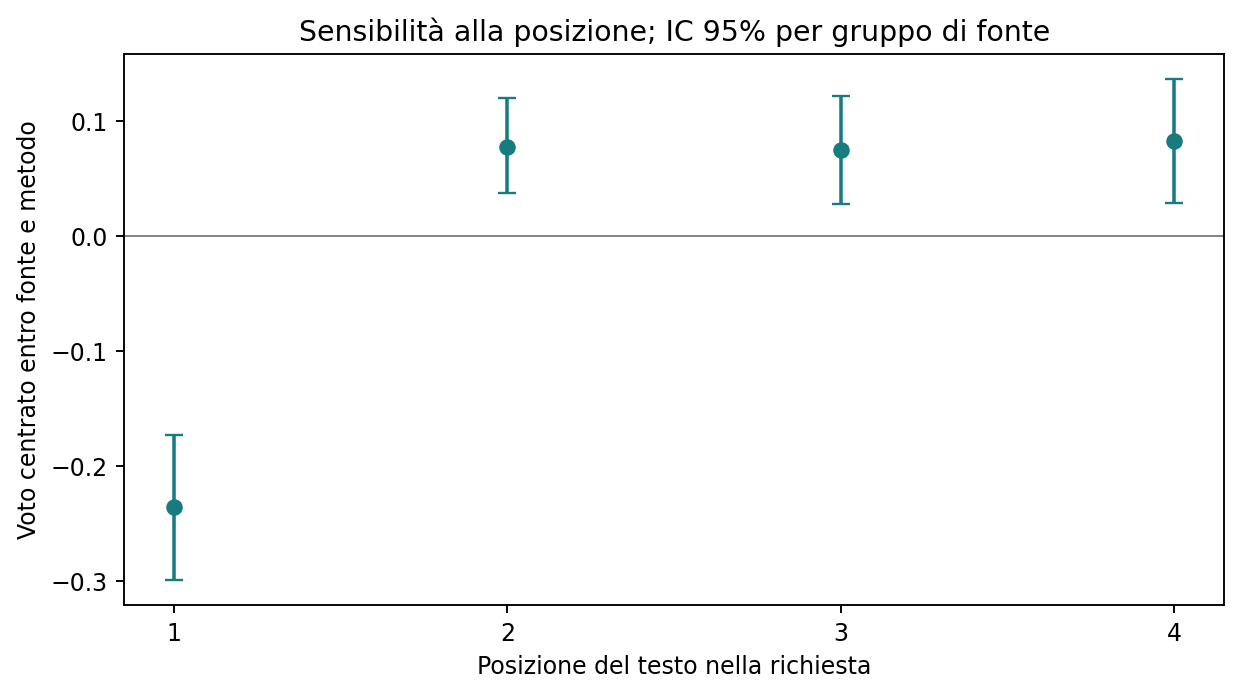 Sensibilità alla posizione; IC 95% per gruppo di fonte
Voto centrato entro fonte e metodo
0.1
0.0
−0.1
−0.2
−0.3
1 2 3 4
Posizione del testo nella richiesta